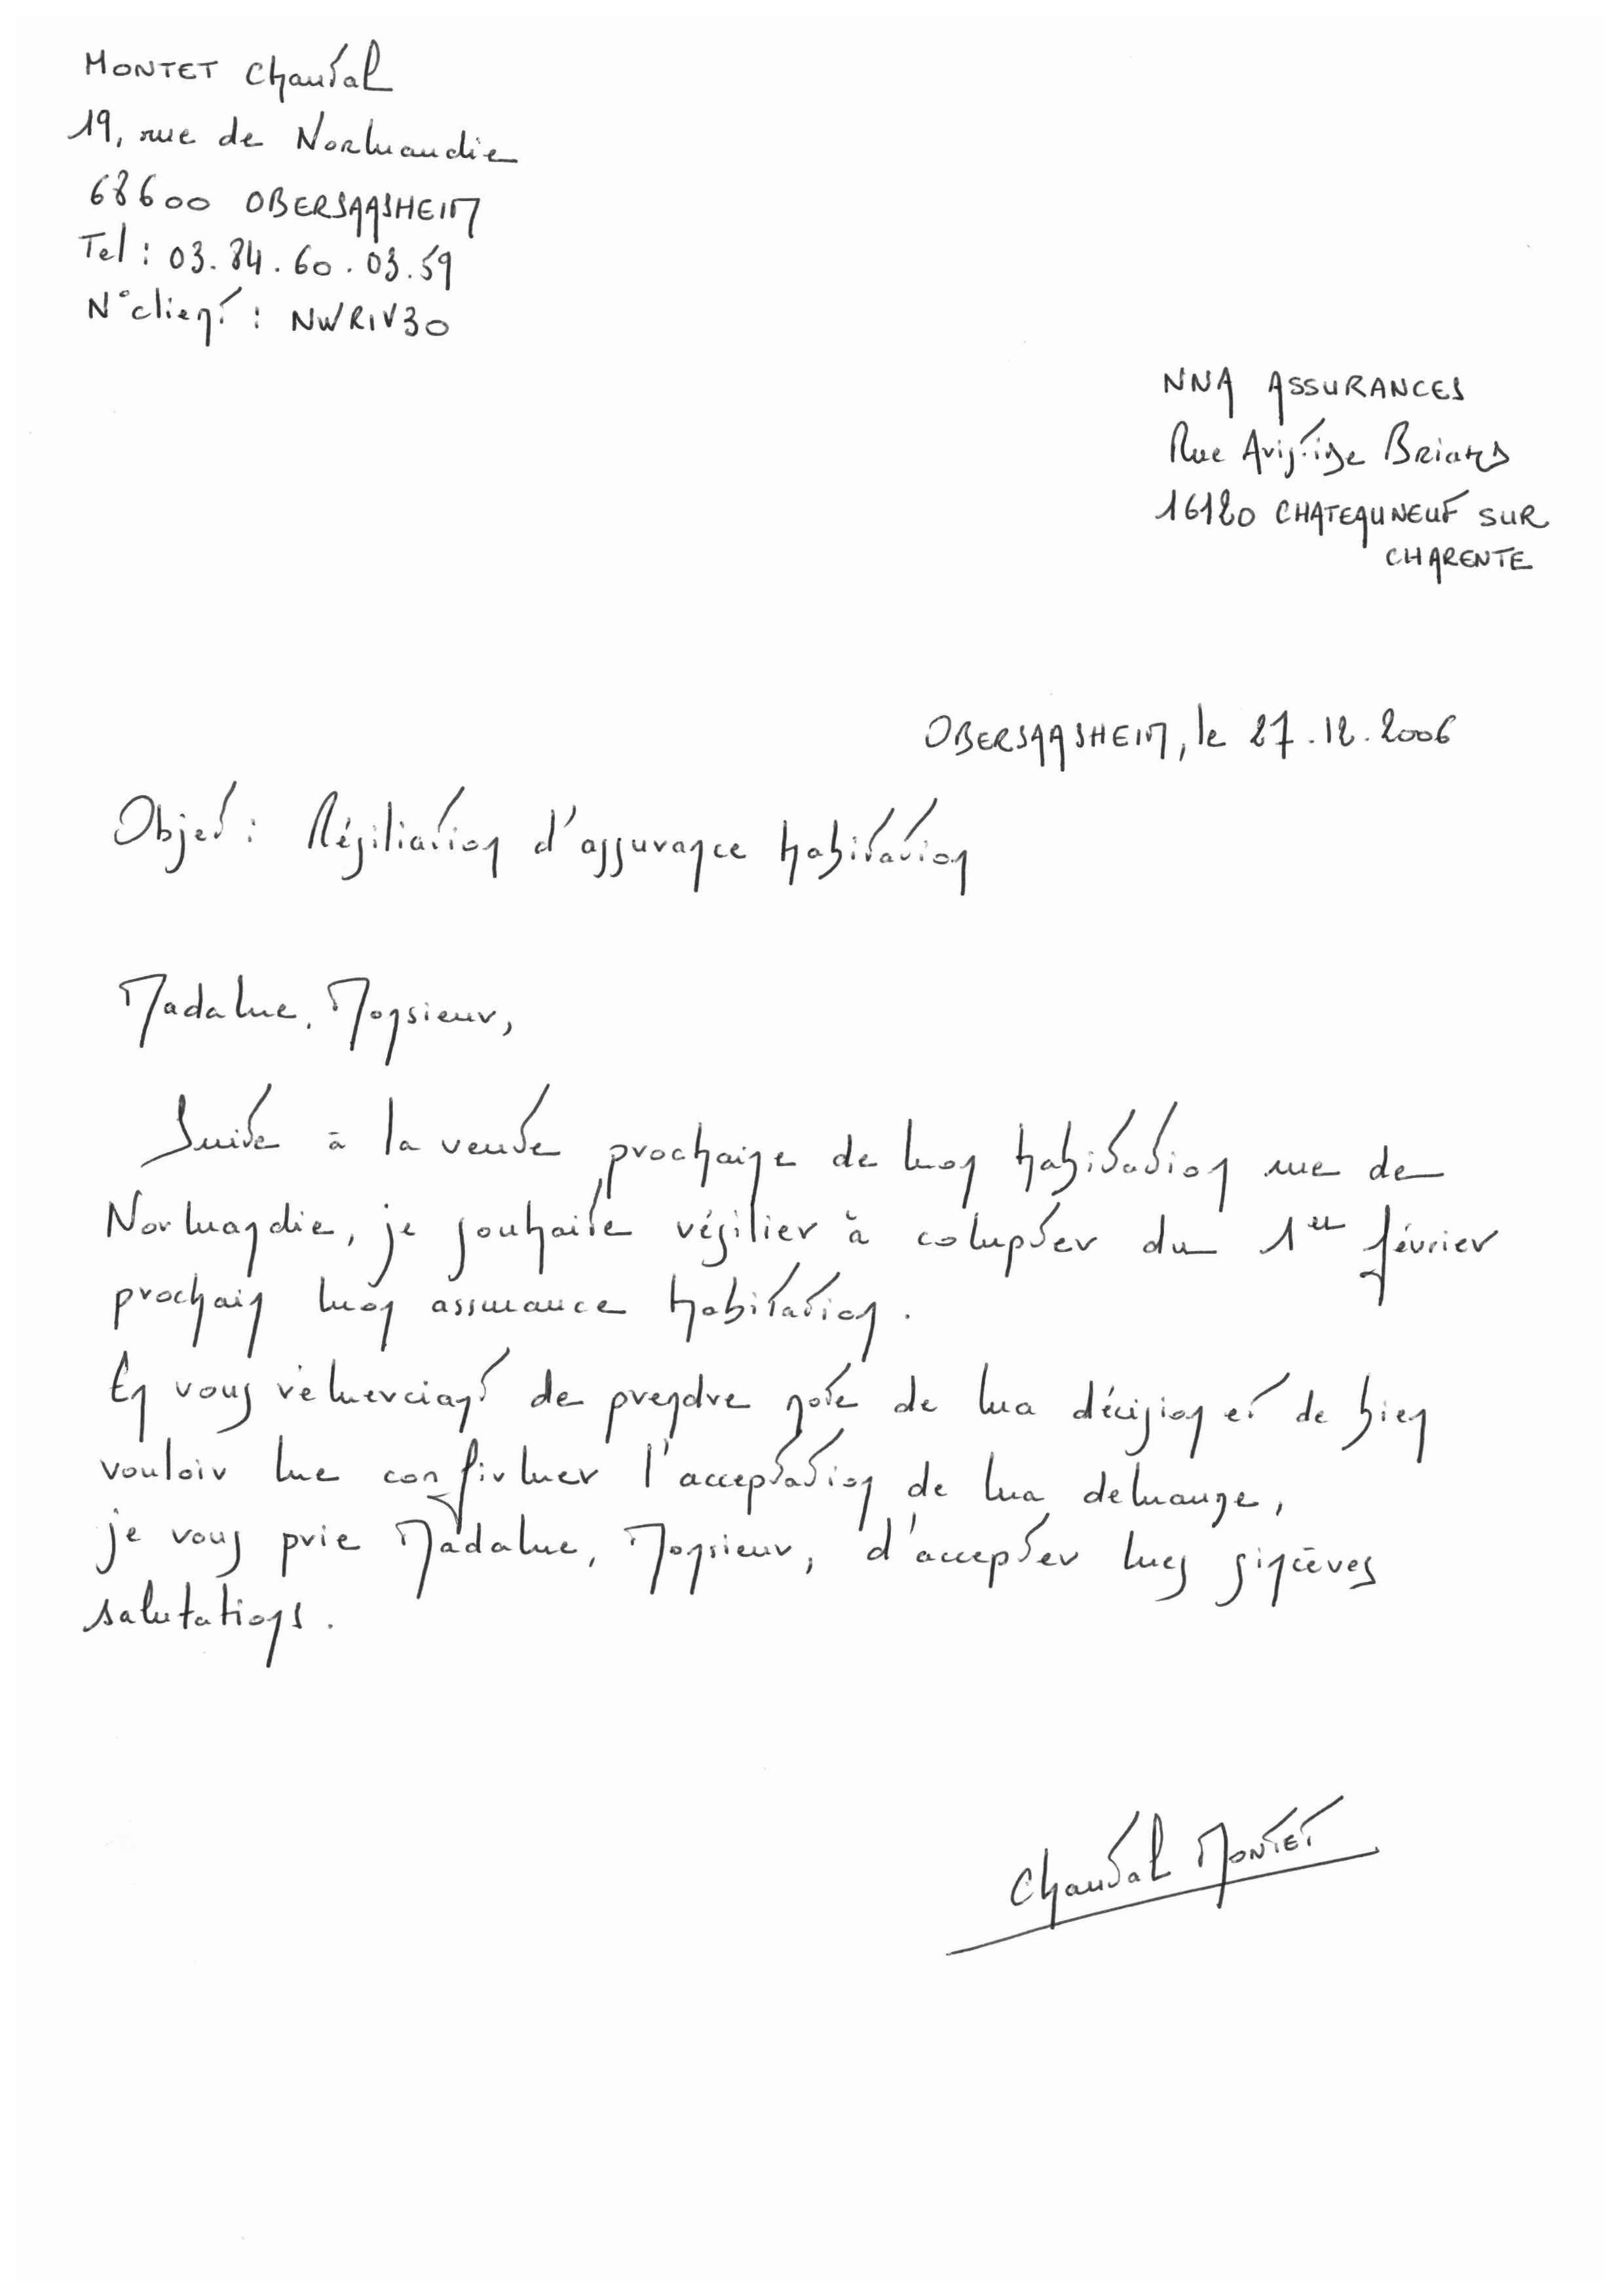 MONTET Chantal
19, rue de Normandie
68600 OBERSAASHEIM
Tel : 03.84.60.03.59
N° client : NWRIV30
NNA ASSURANCES
Rue Aristide Briand
16120 CHATEAUNEUF SUR
CHARENTE
OBERSAASHEIM, le 27.12.2006
Objet : Résiliation d'assurance habitation
Madame, Monsieur,
Suite à la vente prochaine de mon habitation rue de
Normandie, je souhaite résilier à compter du 1er février
prochain mon assurance habitation.
En vous remerciant de prendre note de ma décision et de bien
vouloir me confirmer l'acceptation de ma demande,
je vous prie Madame, Monsieur, d'accepter mes sincères
salutations.
Chantal MONTET